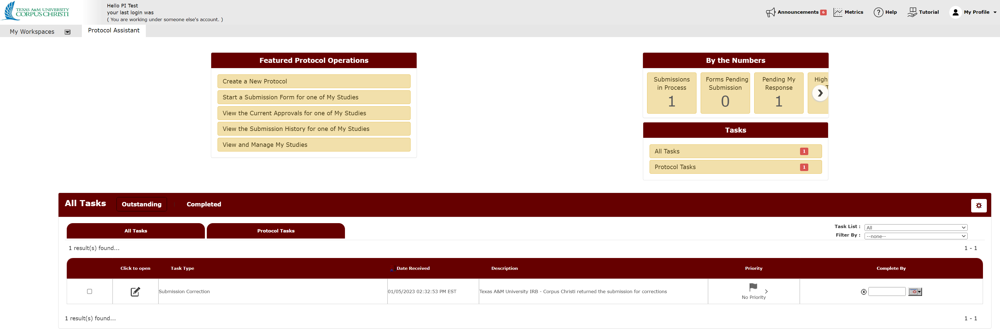 TEXAS A&M UNIVERSITY
CORPUS CHRISTI
Hello PI Test
your last login was
( You are working under someone else's account. )
Announcements 6
Metrics
? Help
Tutorial
My Profile
My Workspaces
Protocol Assistant
Featured Protocol Operations
Create a New Protocol
Start a Submission Form for one of My Studies
View the Current Approvals for one of My Studies
View the Submission History for one of My Studies
View and Manage My Studies
By the Numbers
Submissions
in Process
1
Forms Pending
Submission
0
Pending My
Response
1
High
T
Tasks
All Tasks 1
Protocol Tasks 1
All Tasks Outstanding | Completed
All Tasks Protocol Tasks
Task List : All
Filter By : --none--
1 result(s) found... 1 - 1
Click to open Task Type Date Received Description Priority Complete By
Submission Correction 01/05/2023 02:32:53 PM EST Texas A&M University IRB - Corpus Christi returned the submission for corrections No Priority
1 result(s) found... 1 - 1